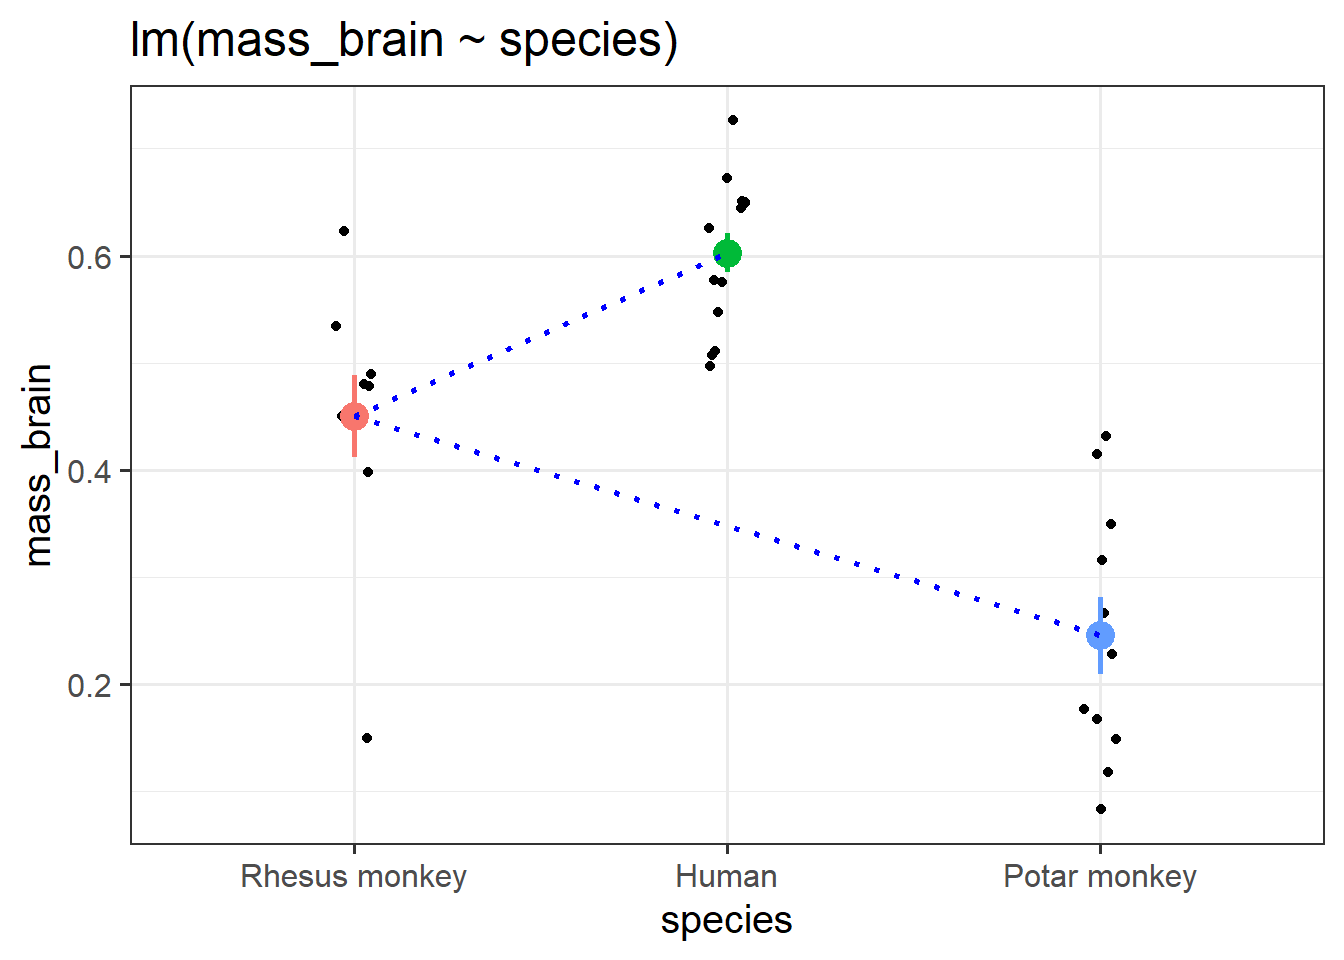 lm(mass_brain ~ species)
mass_brain
0.6
0.4
0.2
Rhesus monkey
Human
Potar monkey
species